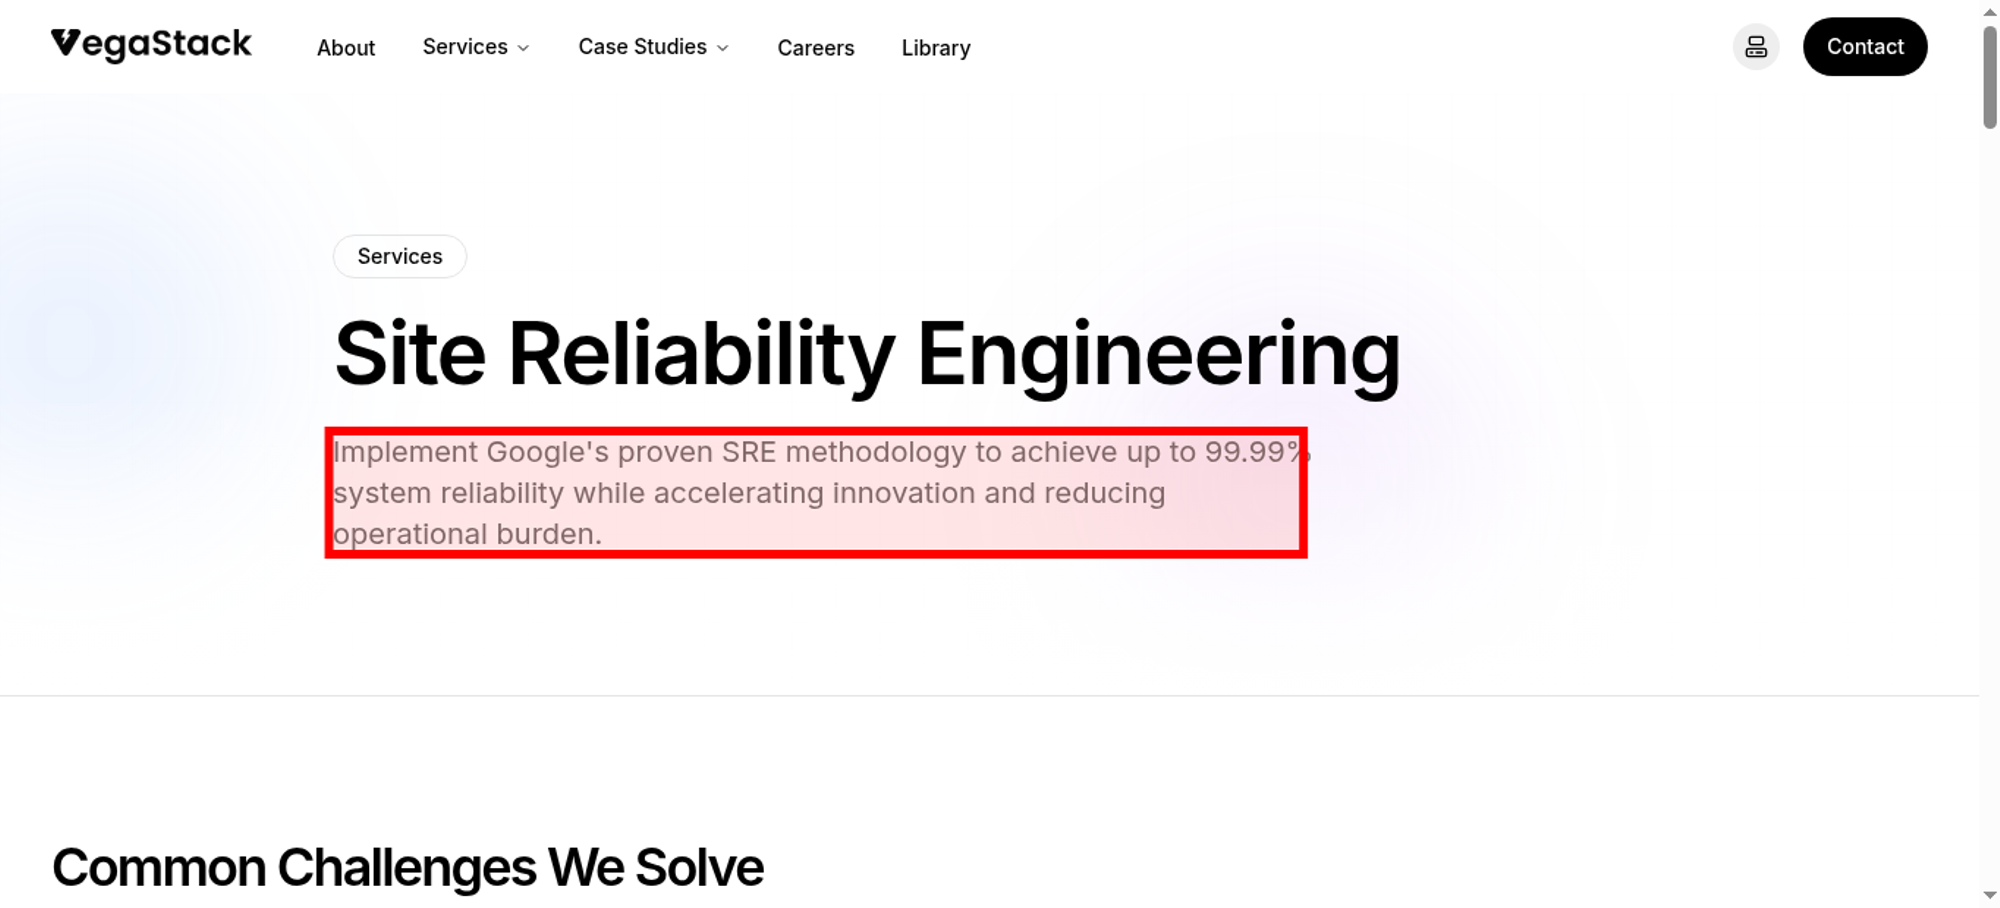 VegaStack
About
Services
Case Studies
Careers
Library
Contact
Services
Site Reliability Engineering
Implement Google's proven SRE methodology to achieve up to 99.99%
system reliability while accelerating innovation and reducing
operational burden.
Common Challenges We Solve